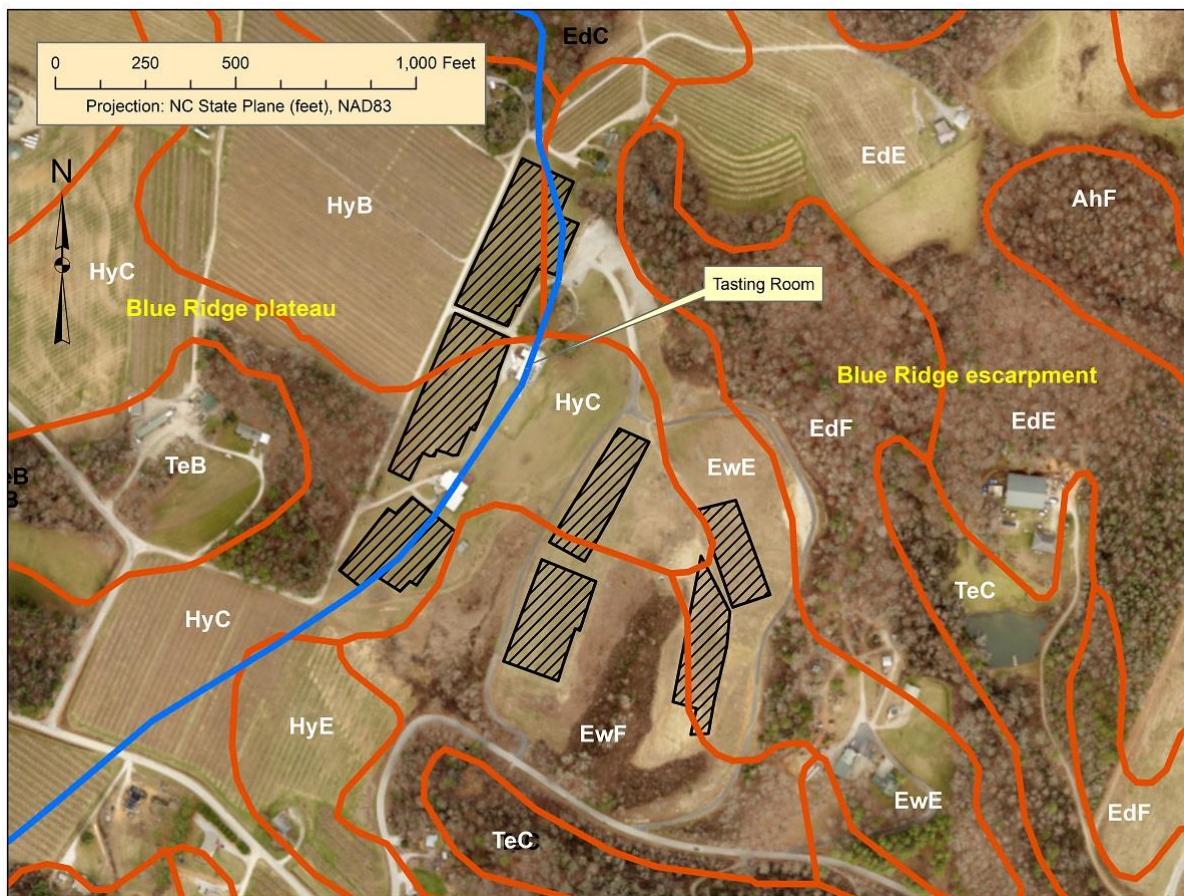 EdC
0 250 500 1,000 Feet
Projection: NC State Plane (feet), NAD83
N
EdE
AhF
HyB
HyC
Tasting Room
Blue Ridge plateau
Blue Ridge escarpment
HyC
EdF
EdE
TeB
EwE
B
B
TeC
HyC
HyE
EwF
EwE
EdF
TeC